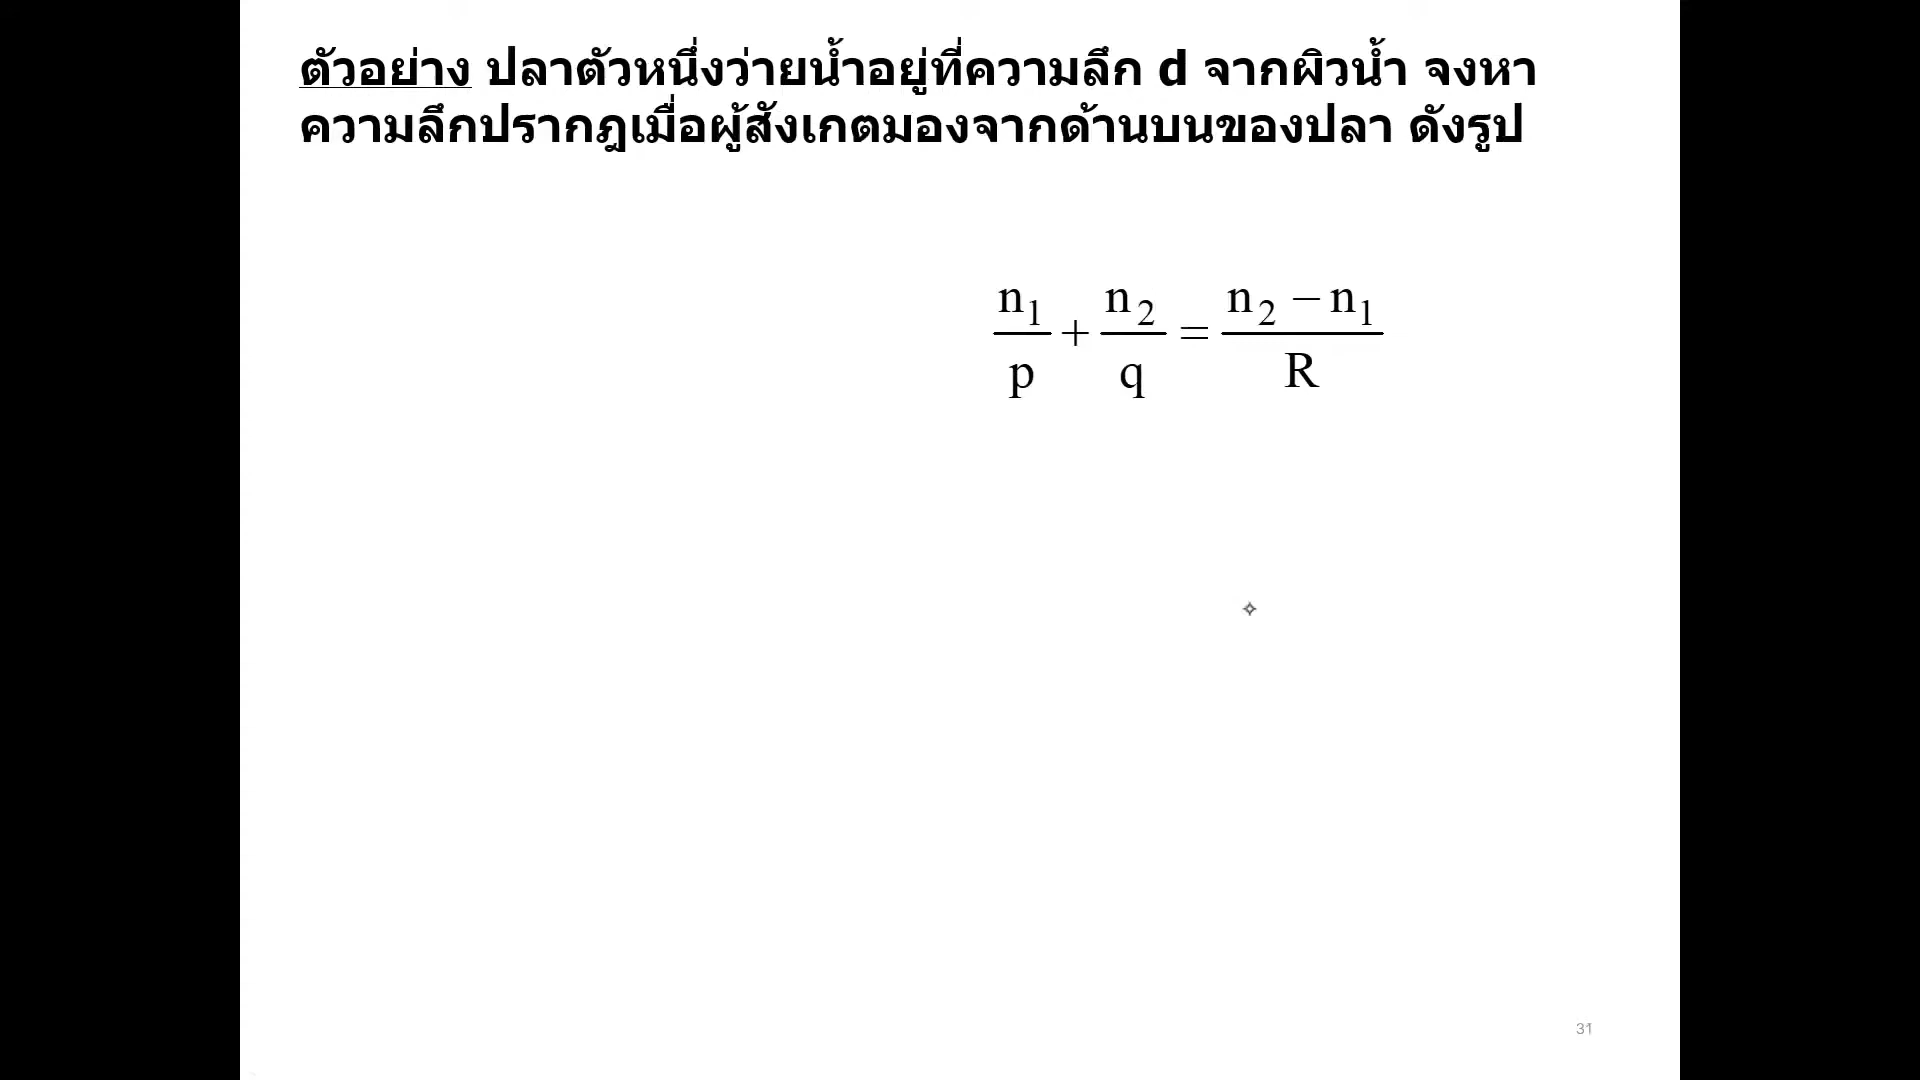 ตัวอย่าง ปลาตัวหนึ่งว่ายน้ำอยู่ที่ความลึก d จากผิวน้ำ จงหา
ความลึกปรากฎเมื่อผู้สังเกตมองจากด้านบนของปลา ดังรูป
n₁/p + n₂/q = (n₂ − n₁)/R
31